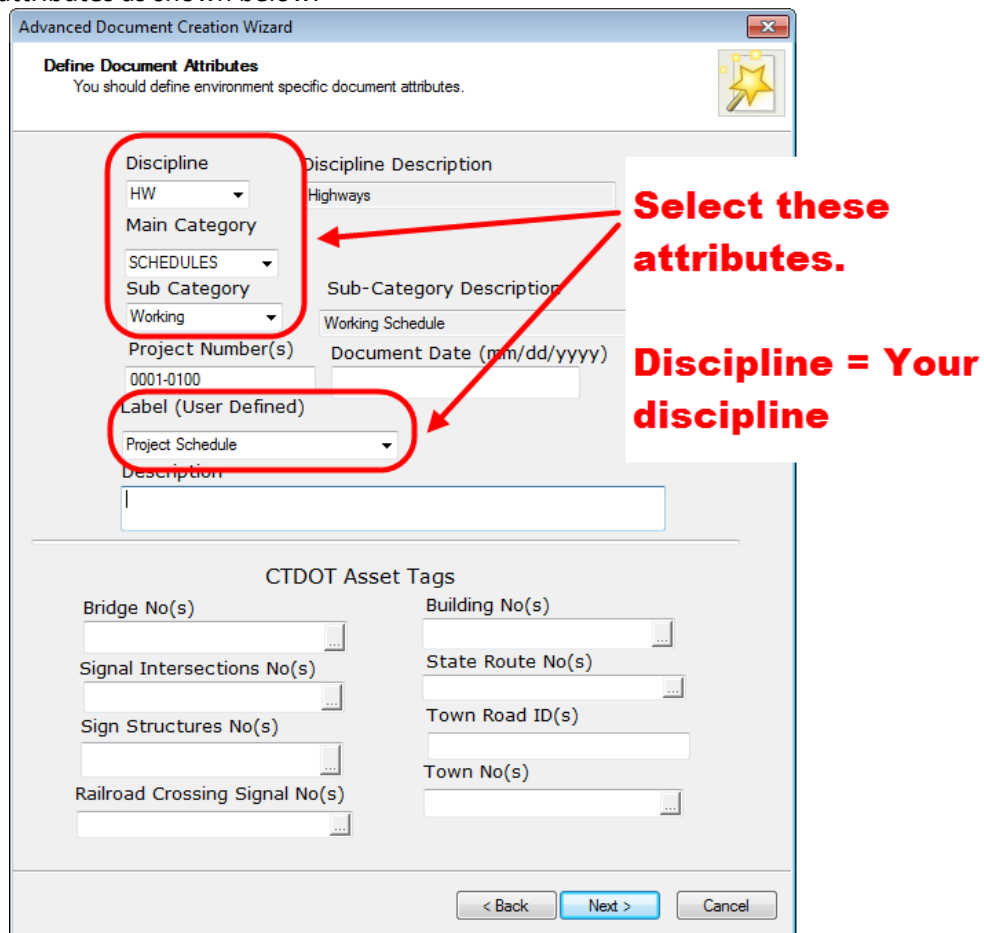 attributes as shown below.
Advanced Document Creation Wizard
Define Document Attributes
You should define environment specific document attributes.
Discipline
Discipline Description
HW
Highways
Main Category
SCHEDULES
Sub Category
Sub-Category Description
Working
Working Schedule
Project Number(s)
Document Date (mm/dd/yyyy)
0001-0100
Label (User Defined)
Project Schedule
Description
Select these
attributes.
Discipline = Your
discipline
CTDOT Asset Tags
Bridge No(s)
Building No(s)
...
...
Signal Intersections No(s)
State Route No(s)
...
...
Sign Structures No(s)
Town Road ID(s)
...
Town No(s)
Railroad Crossing Signal No(s)
...
...
< Back
Next >
Cancel